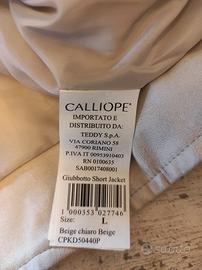 CALLIOPE®
IMPORTATO E
DISTRIBUITO DA:
TEDDY S.p.A.
VIA CORIANO 58
47900 RIMINI
P.IVA IT 00953910403
RN 0100635
SAB0017408001
Giubbotto Short Jacket
1 000353 027746
Size: L
Beige chiaro Beige
CPKD50440P
subito